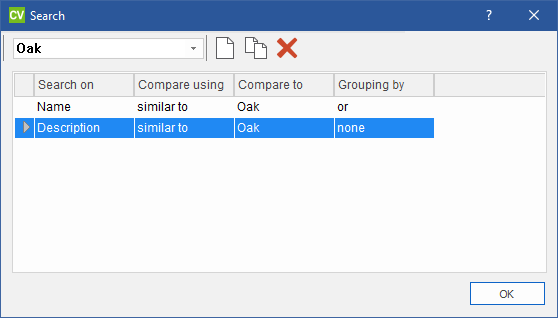 CV Search ?
Oak
Search on Compare using Compare to Grouping by
Name similar to Oak or
Description similar to Oak none
OK